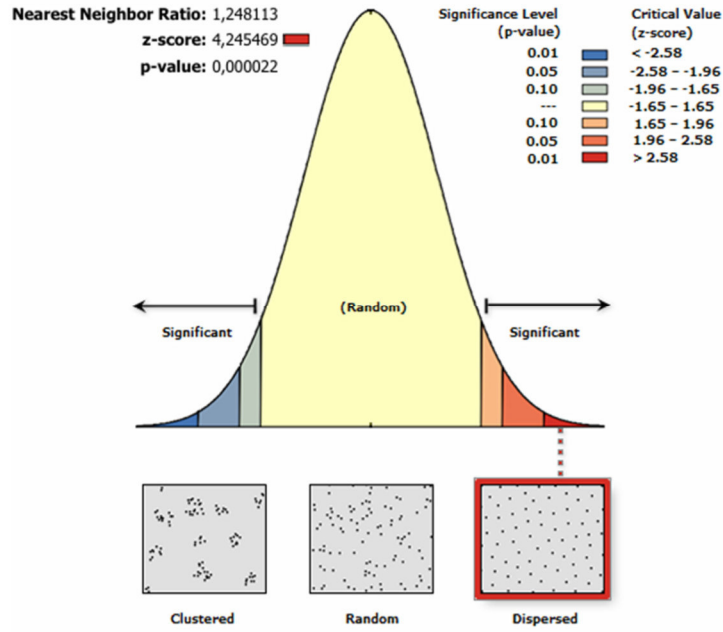 Nearest Neighbor Ratio: 1,248113
z-score: 4,245469
p-value: 0,000022
Significance Level
(p-value)
Critical Value
(z-score)
0.01 < -2.58
0.05 -2.58 – -1.96
0.10 -1.96 – -1.65
--- -1.65 – 1.65
0.10 1.65 – 1.96
0.05 1.96 – 2.58
0.01 > 2.58
(Random)
Significant
Significant
Clustered
Random
Dispersed